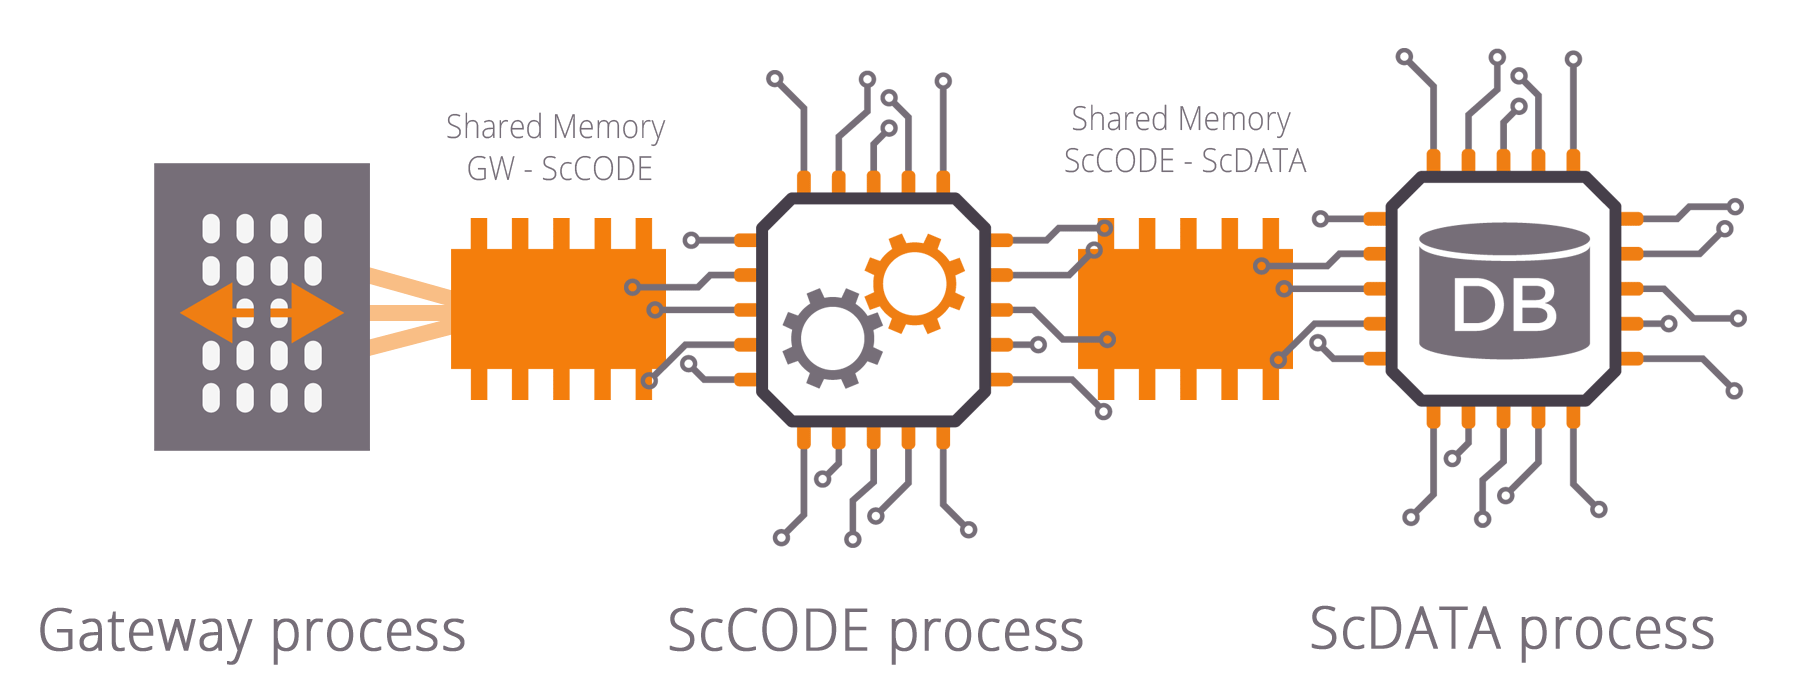 Shared Memory
GW - ScCODE
Shared Memory
ScCODE - ScDATA
DB
Gateway process
ScCODE process
ScDATA process